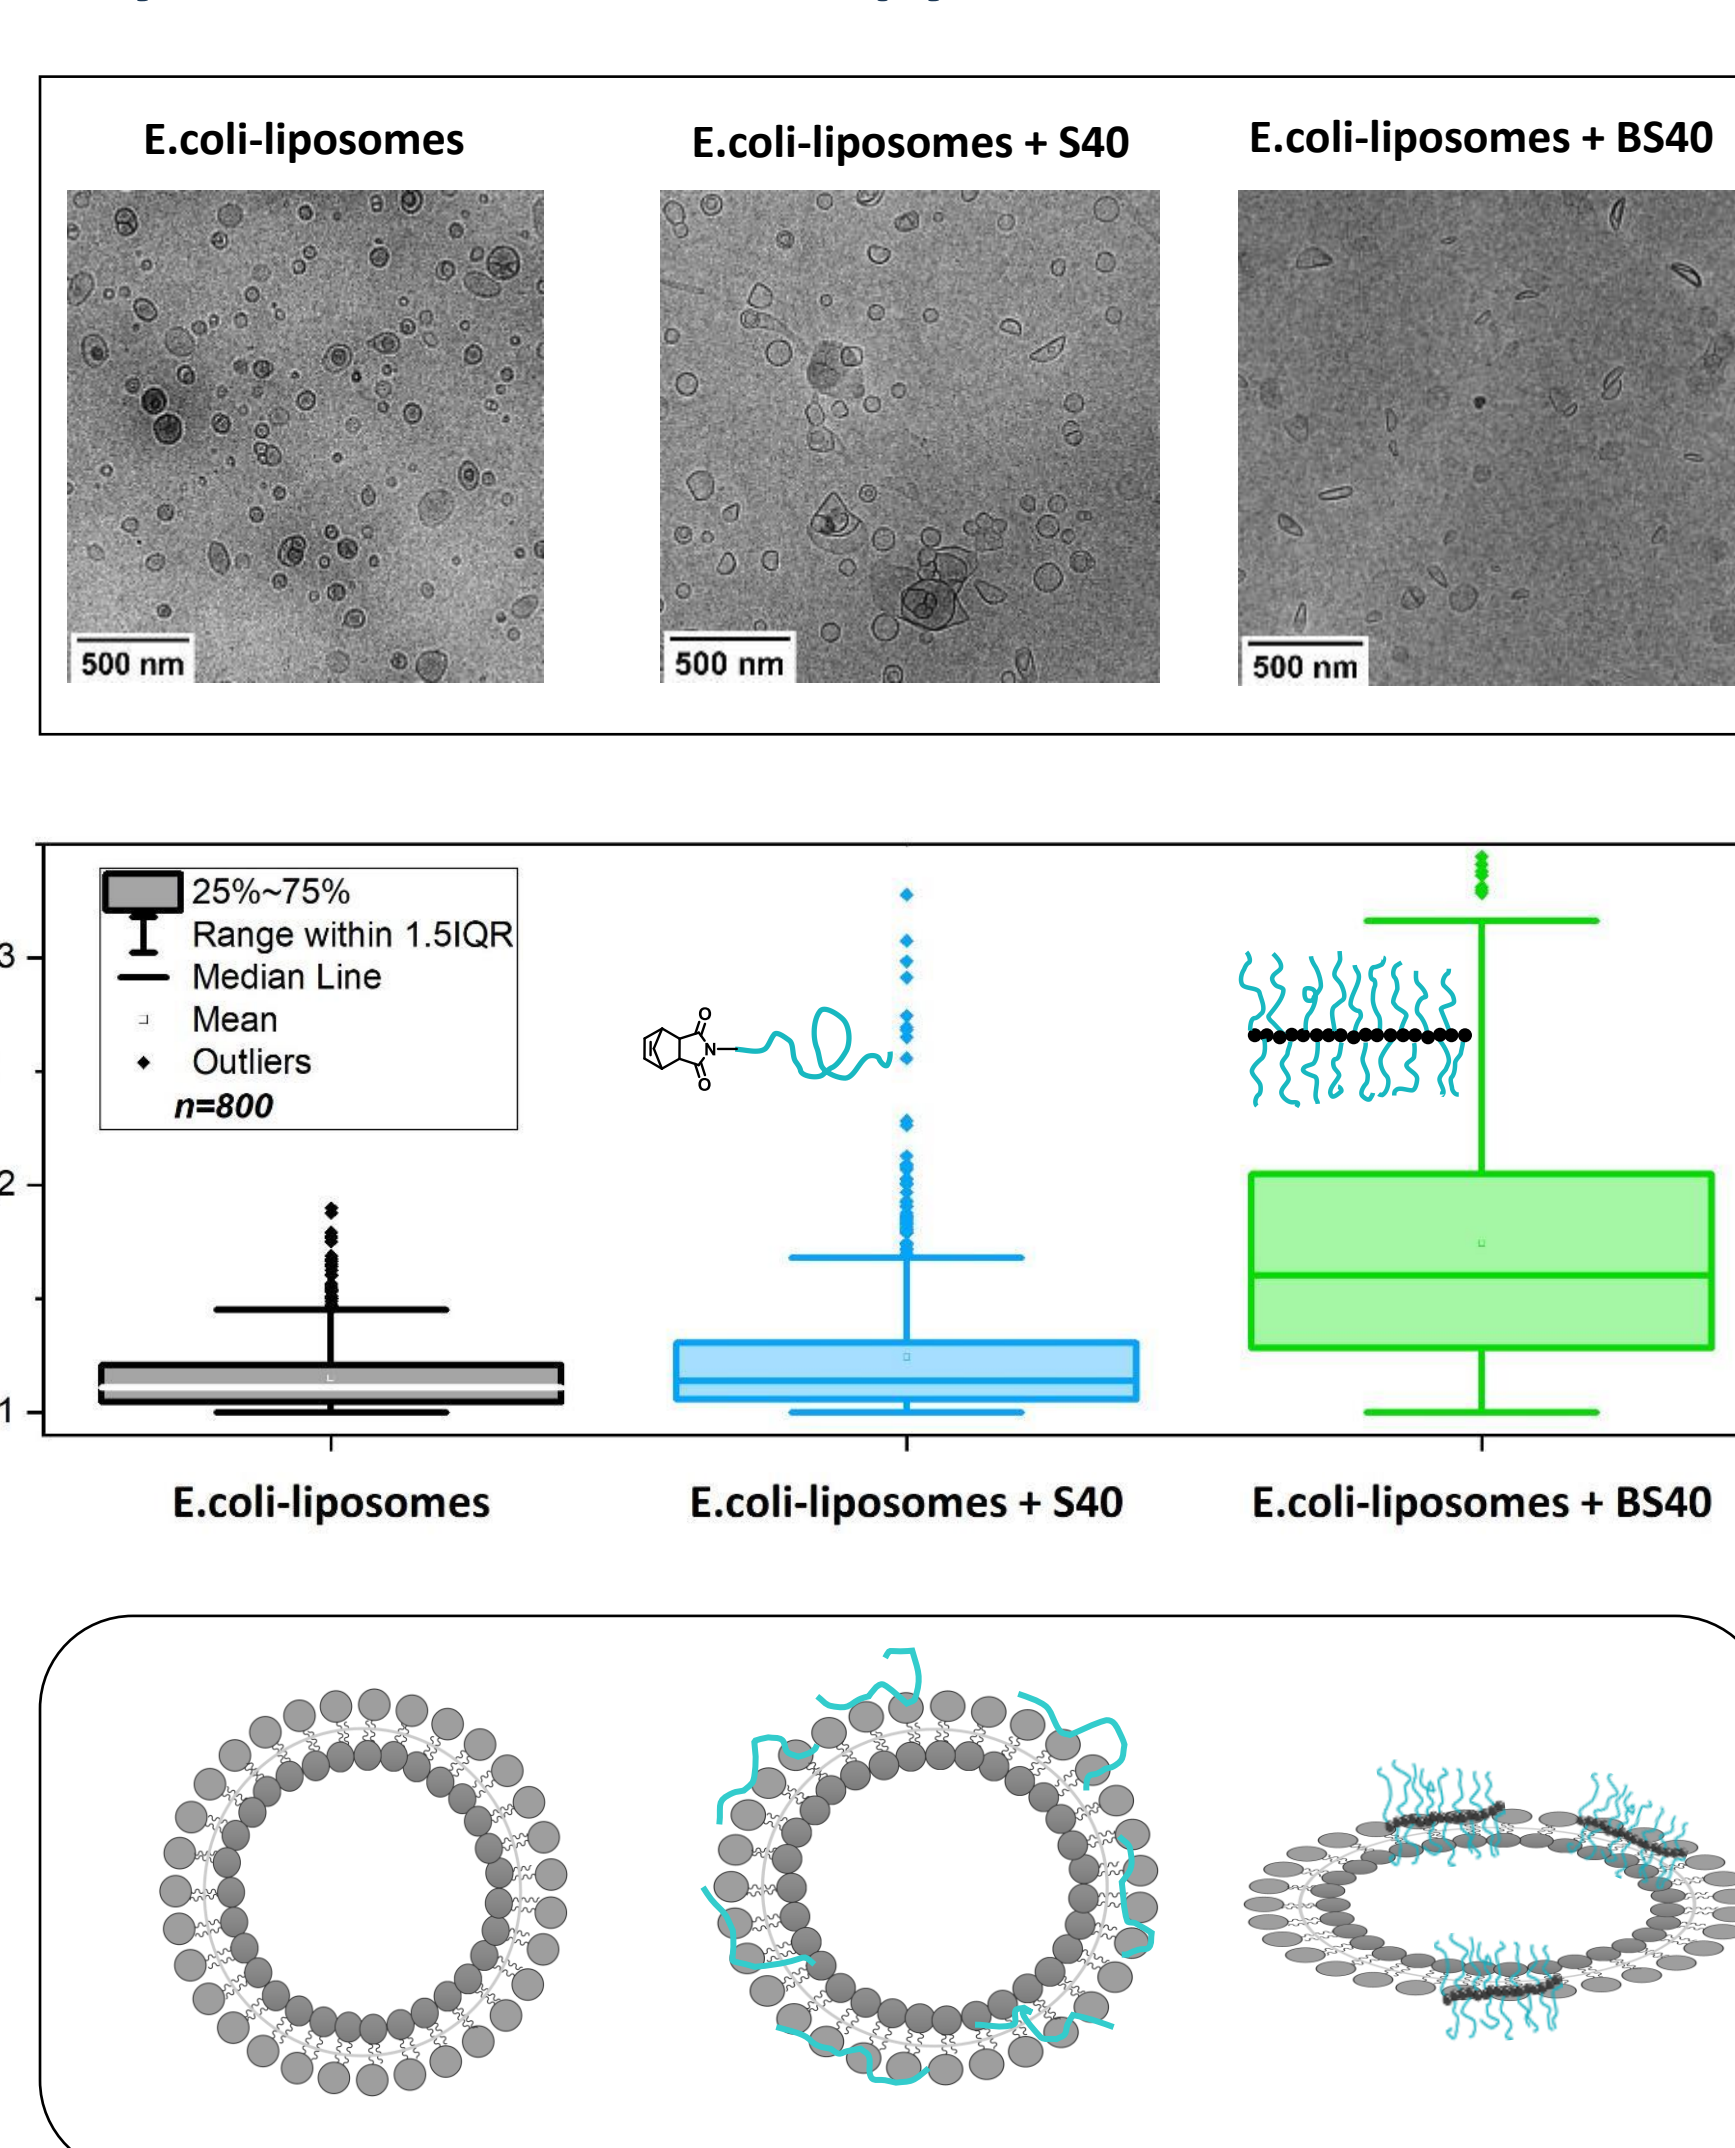 E.coli-liposomes
E.coli-liposomes + S40
E.coli-liposomes + BS40
500 nm
500 nm
500 nm
25%~75%
Range within 1.5IQR
Median Line
Mean
Outliers
n=800
3
2
1
O
N
O
E.coli-liposomes
E.coli-liposomes + S40
E.coli-liposomes + BS40